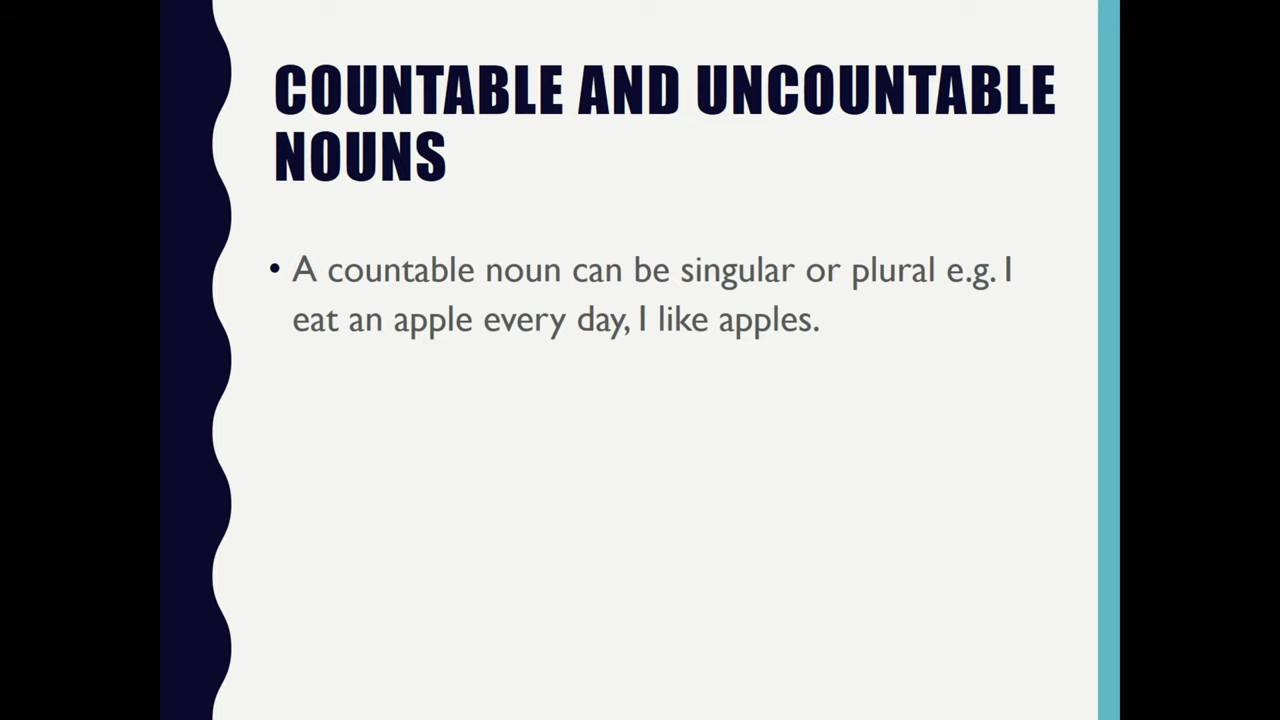 COUNTABLE AND UNCOUNTABLE
NOUNS
• A countable noun can be singular or plural e.g. I
eat an apple every day, I like apples.